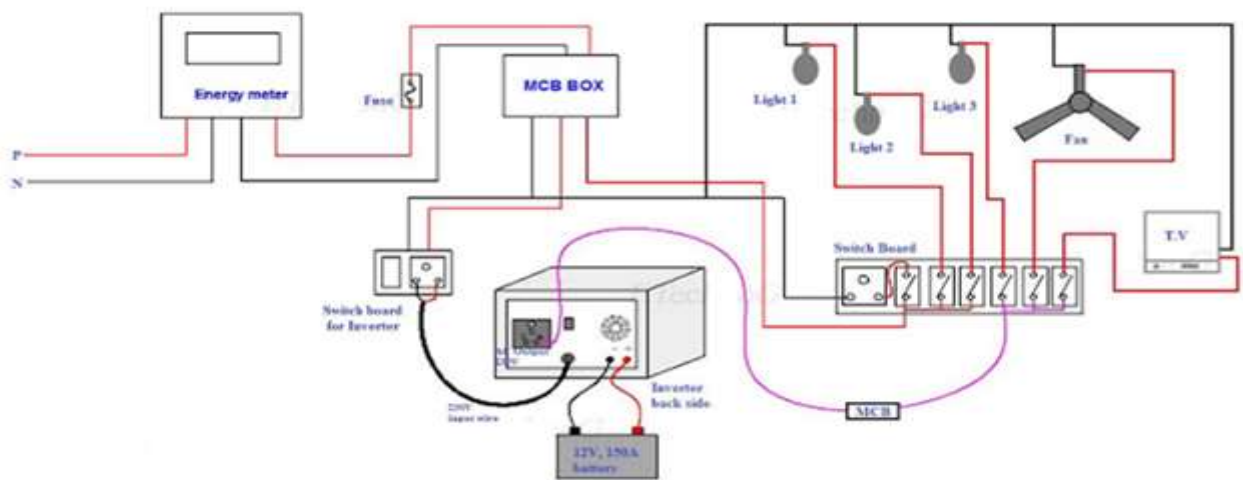 Energy meter
Fuse
MCB BOX
P
N
Light 1
Light 2
Light 3
Fan
T.V
Switch Board
Switch board
for Inverter
Inverter
back side
input wire
MCB
12V, 150A
battery